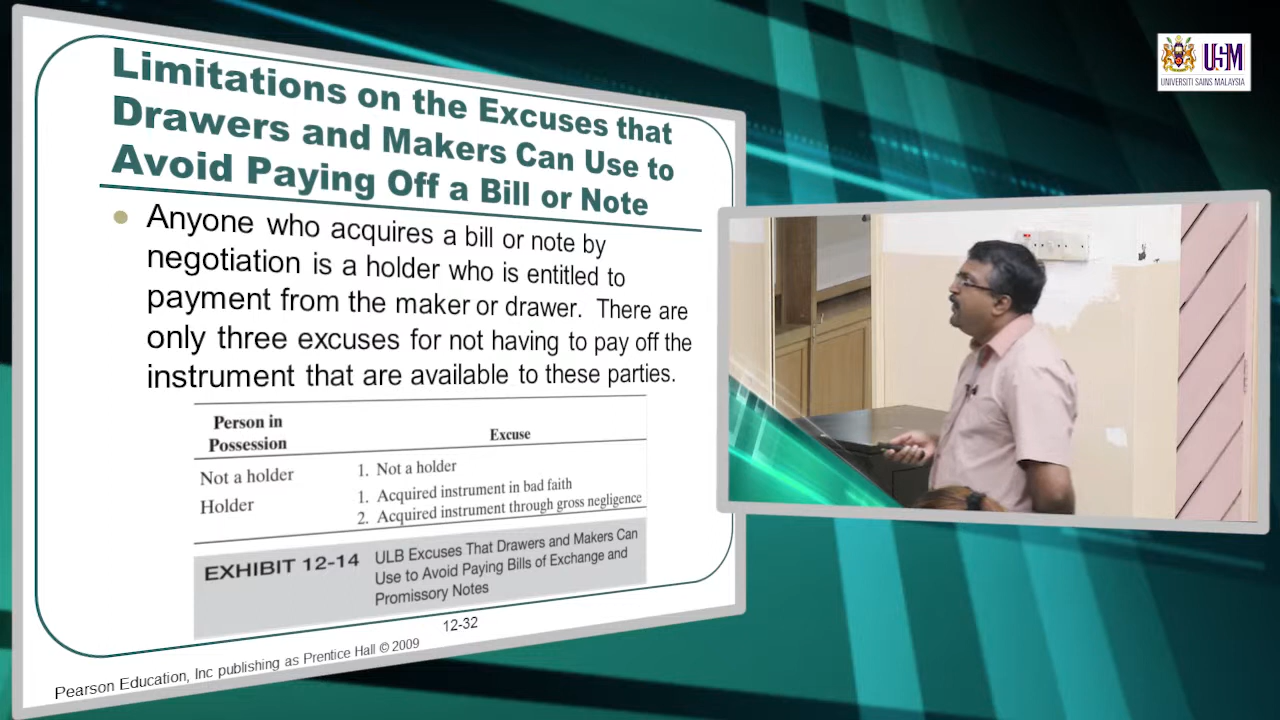 Limitations on the Excuses that
Drawers and Makers Can Use to
Avoid Paying Off a Bill or Note
Anyone who acquires a bill or note by
negotiation is a holder who is entitled to
payment from the maker or drawer. There are
only three excuses for not having to pay off the
instrument that are available to these parties.
Person in
Possession
Excuse
Not a holder 1. Not a holder
Holder 1. Acquired instrument in bad faith
2. Acquired instrument through gross negligence
EXHIBIT 12-14 ULB Excuses That Drawers and Makers Can
Use to Avoid Paying Bills of Exchange and
Promissory Notes
12-32
Pearson Education, Inc publishing as Prentice Hall © 2009
USM
UNIVERSITI SAINS MALAYSIA